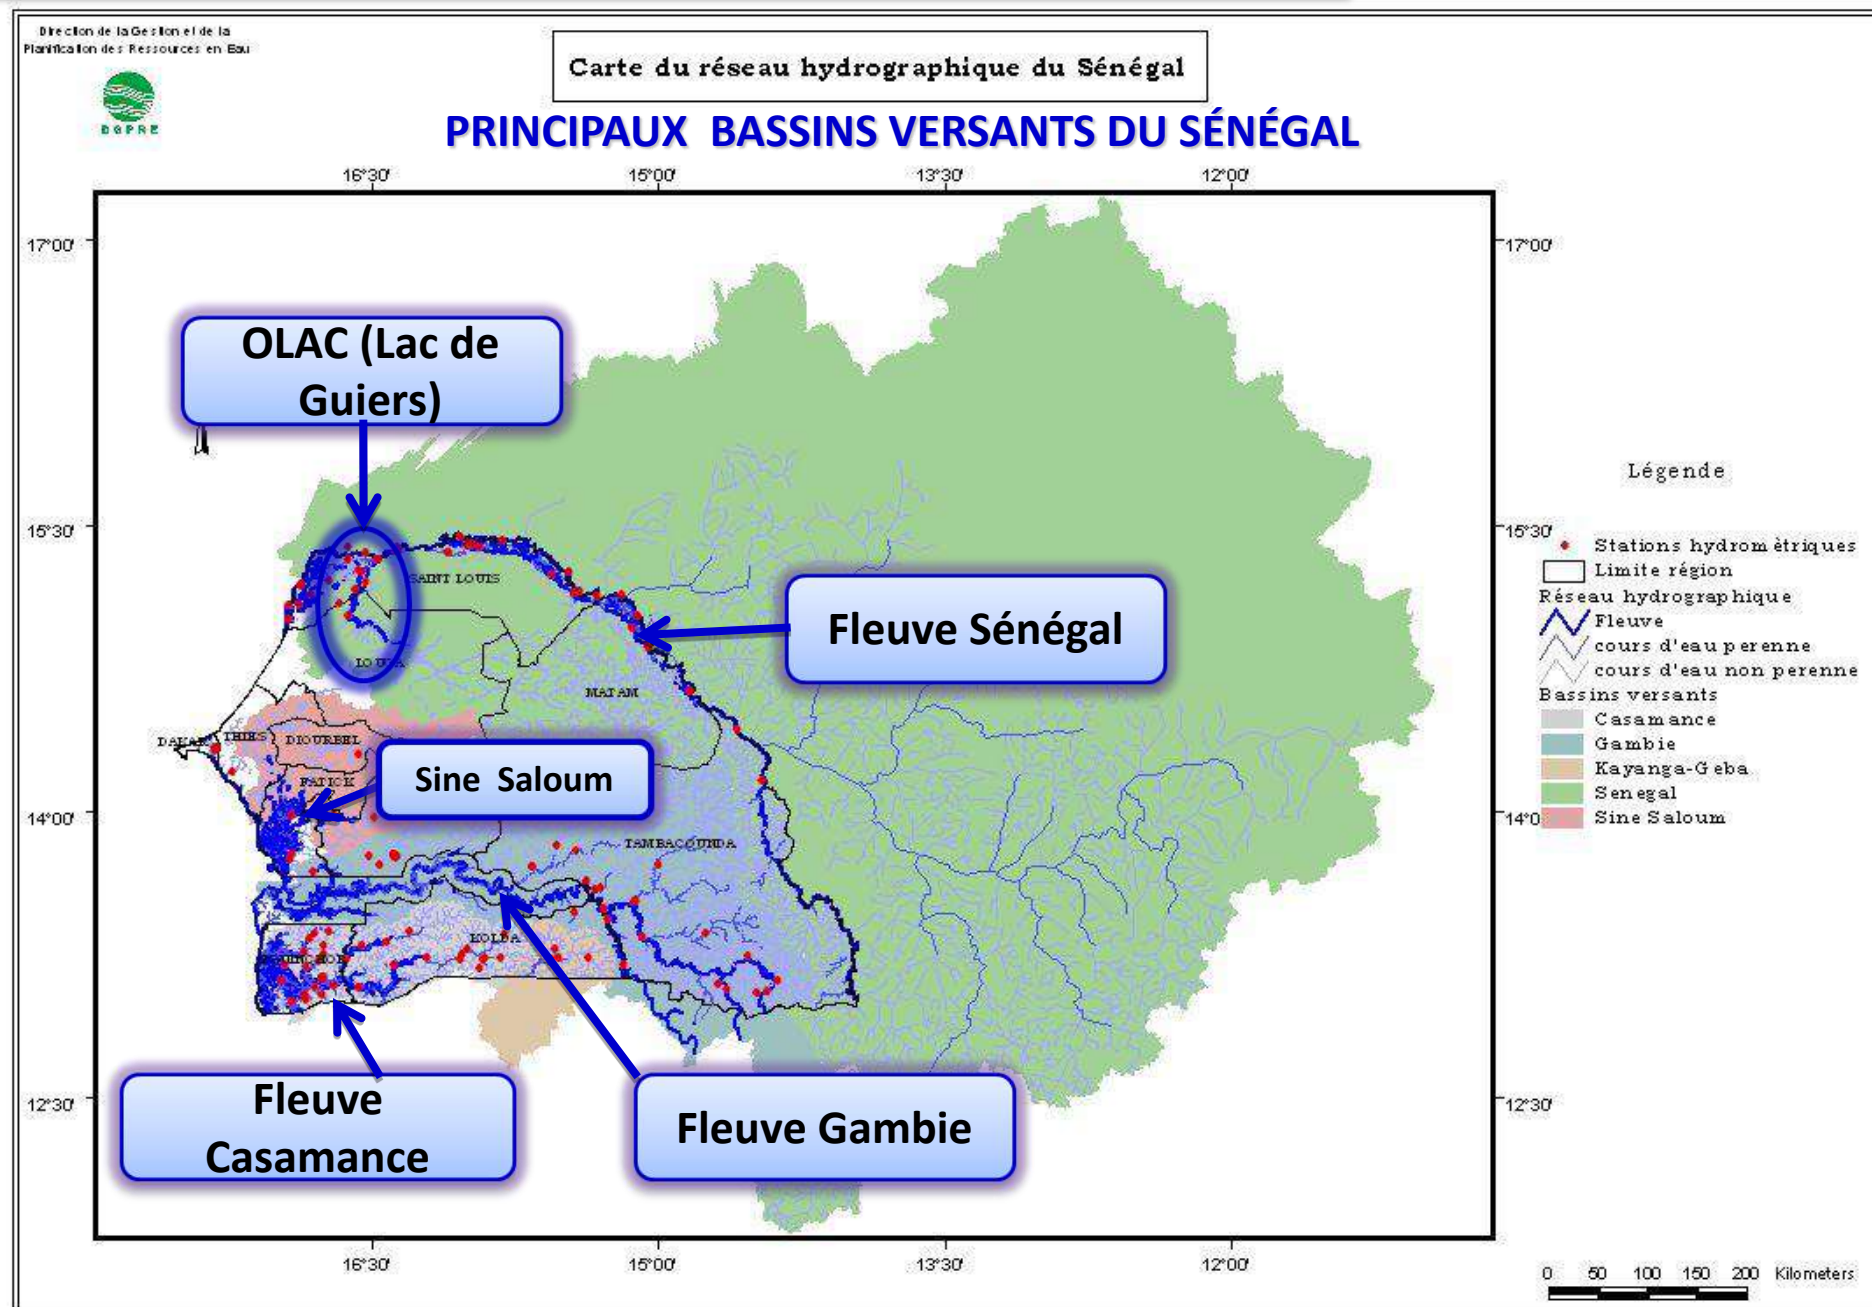 Direction de la Gestion et de la
Planification des Ressources en Eau
DGPRE
Carte du réseau hydrographique du Sénégal
PRINCIPAUX BASSINS VERSANTS DU SÉNÉGAL
16°30' 15°00' 13°30' 12°00'
17°00' 17°00'
OLAC (Lac de
Guiers)
15°30' 15°30'
SAINT LOUIS
Fleuve Sénégal
LOUGA
MATAM
DAKAR THIES DIOURBEL
FATICK
Sine Saloum
14°00' 14°0
TAMBACOUNDA
KOLDA
Fleuve
Casamance
Fleuve Gambie
12°30' 12°30'
16°30' 15°00' 13°30' 12°00'
Légende
Stations hydromètriques
Limite région
Réseau hydrographique
Fleuve
cours d'eau perenne
cours d'eau non perenne
Bassins versants
Casamance
Gambie
Kayanga-Geba
Senegal
Sine Saloum
0 50 100 150 200 Kilometers